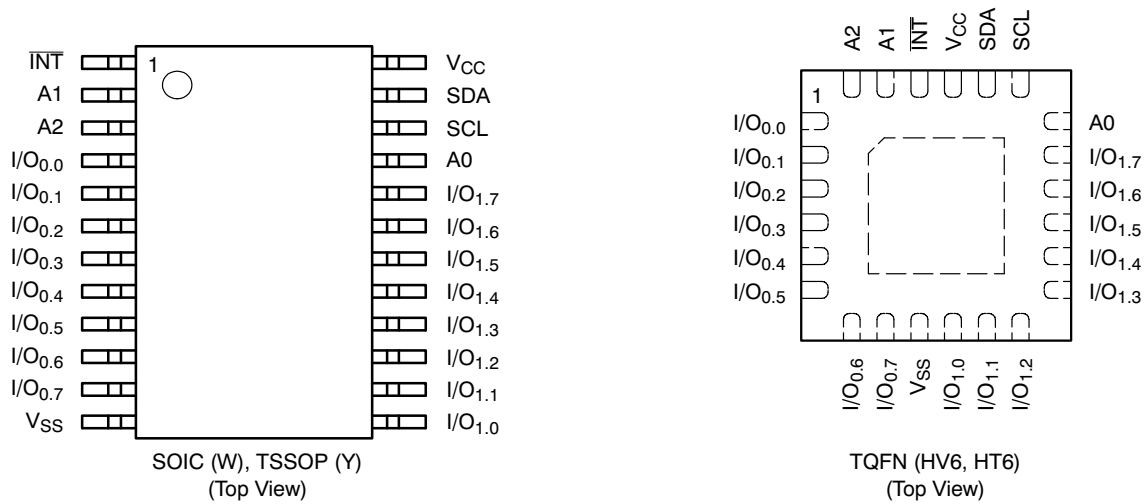 INT
A1
A2
I/O0.0
I/O0.1
I/O0.2
I/O0.3
I/O0.4
I/O0.5
I/O0.6
I/O0.7
VSS
1
VCC
SDA
SCL
A0
I/O1.7
I/O1.6
I/O1.5
I/O1.4
I/O1.3
I/O1.2
I/O1.1
I/O1.0
SOIC (W), TSSOP (Y)
(Top View)
A2
A1
INT
VCC
SDA
SCL
1
I/O0.0
I/O0.1
I/O0.2
I/O0.3
I/O0.4
I/O0.5
A0
I/O1.7
I/O1.6
I/O1.5
I/O1.4
I/O1.3
I/O0.6
I/O0.7
VSS
I/O1.0
I/O1.1
I/O1.2
TQFN (HV6, HT6)
(Top View)